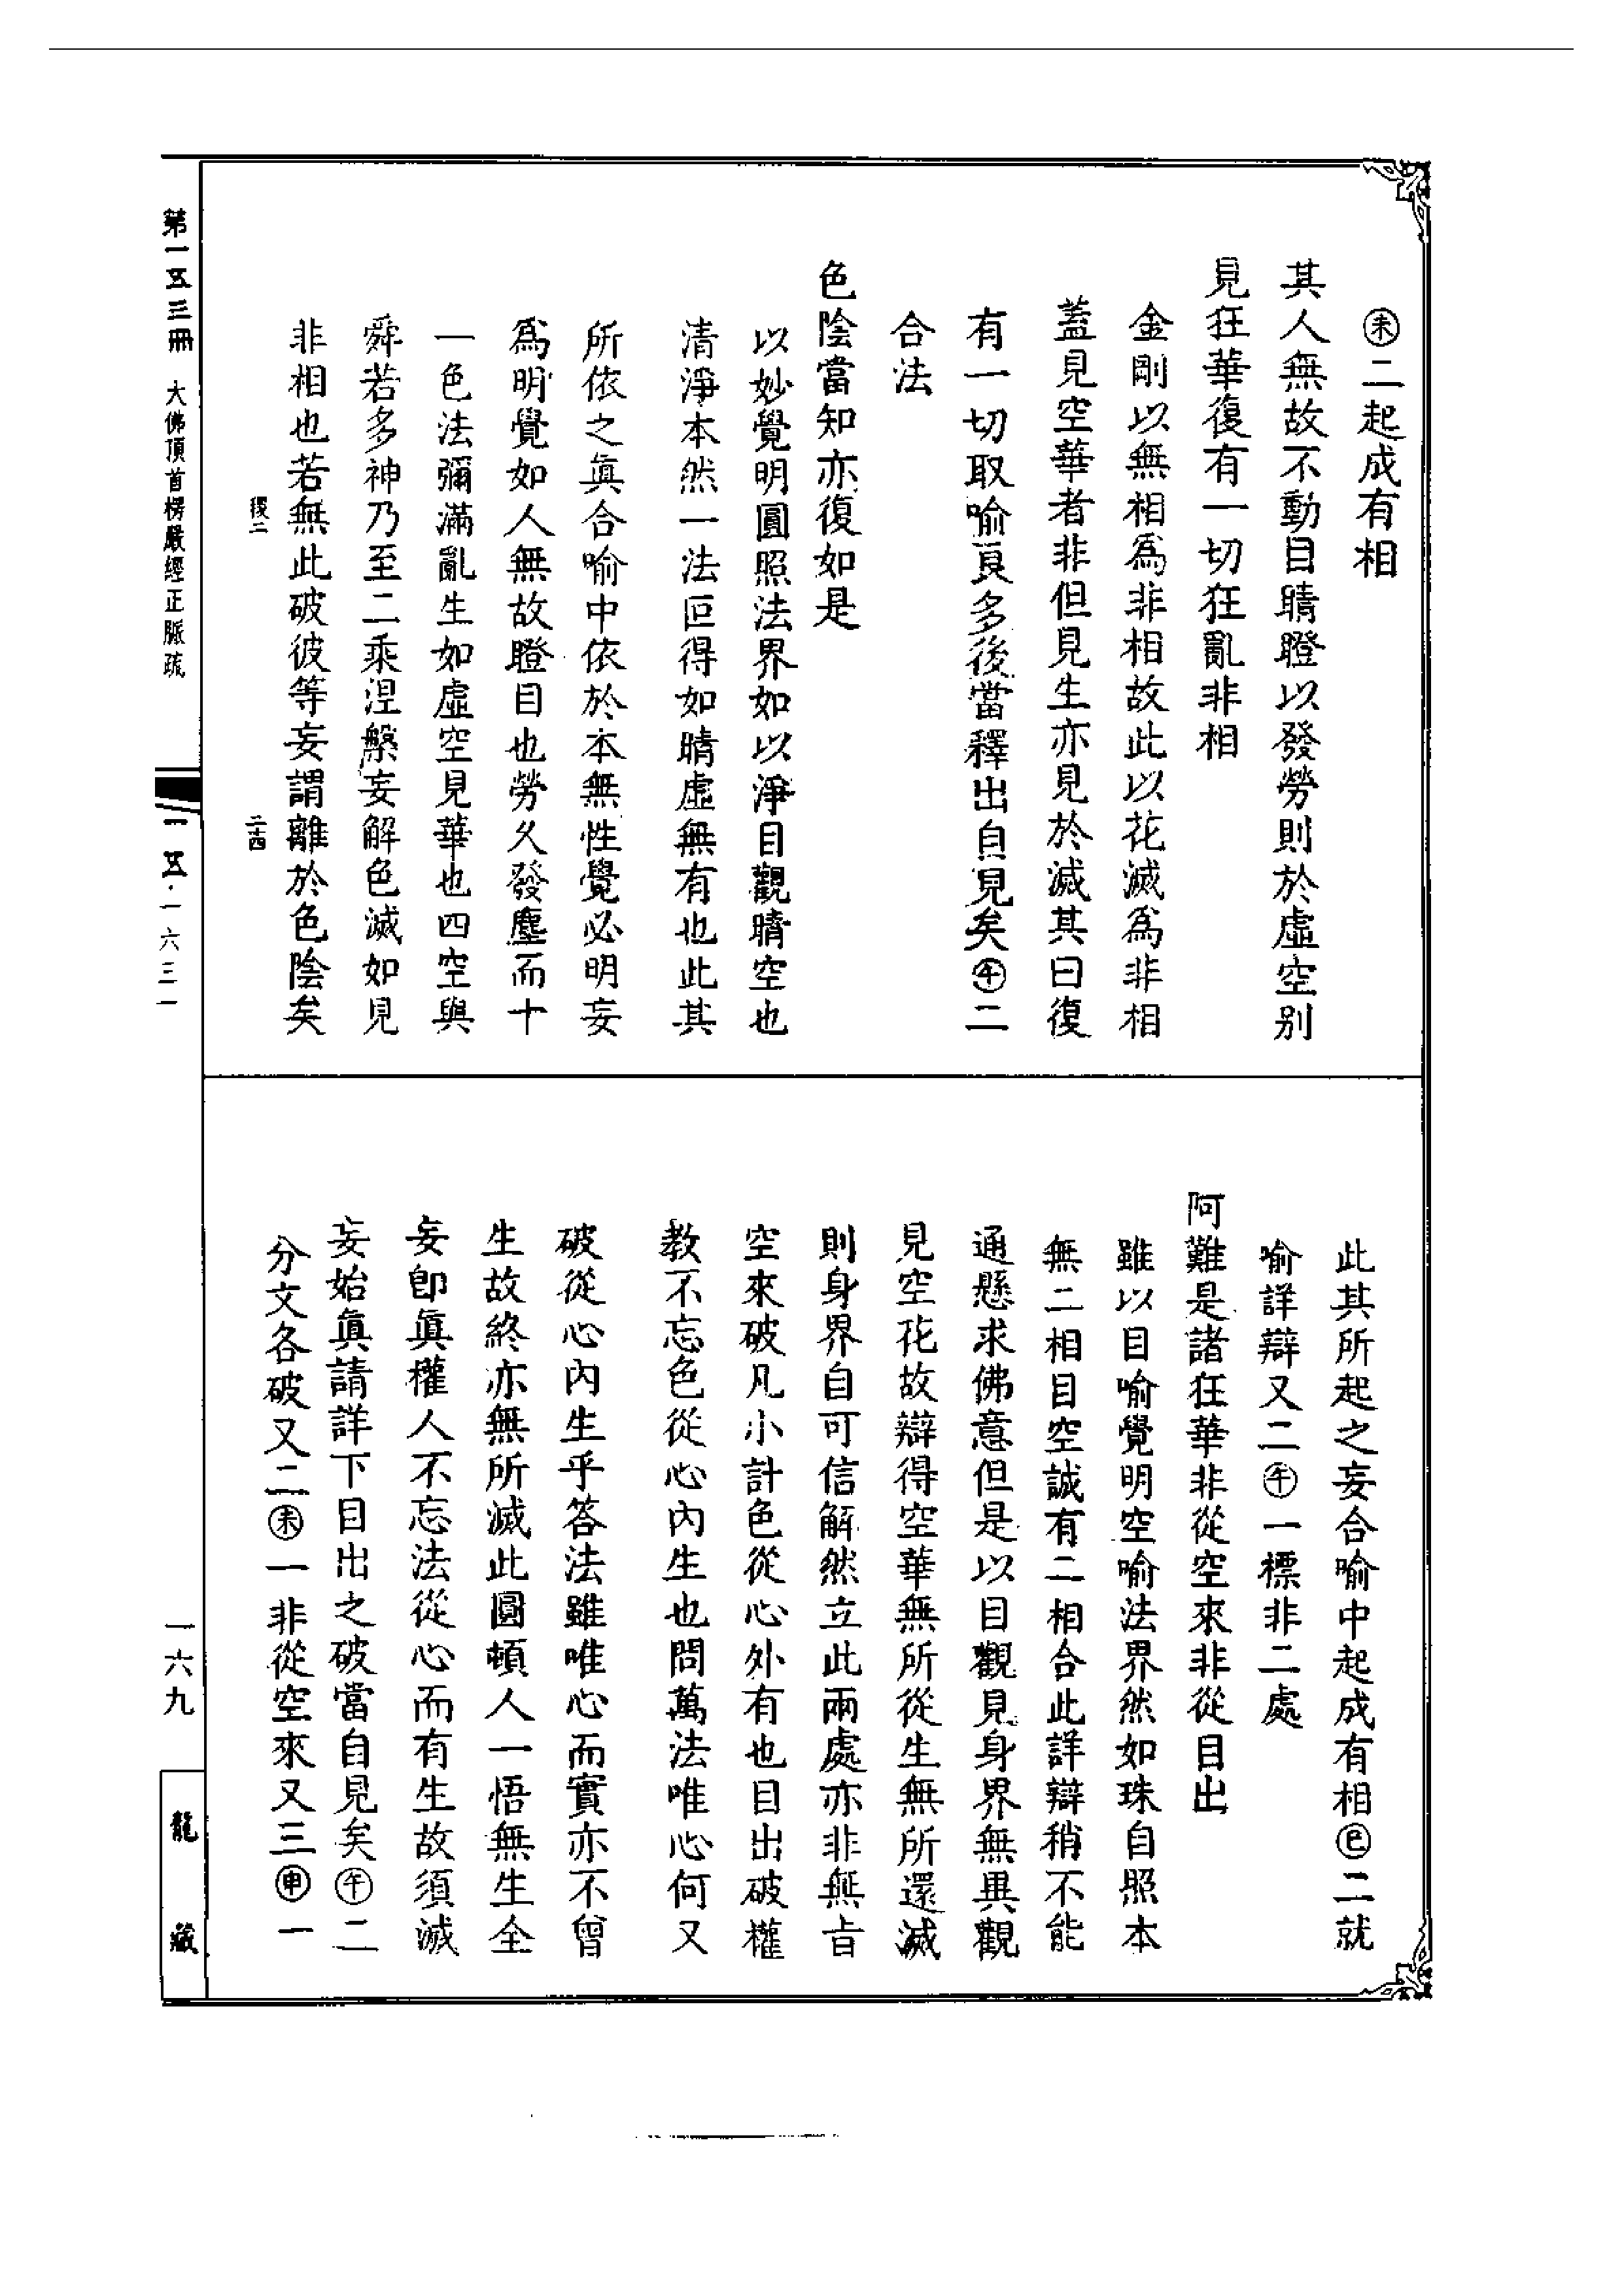 ㊍二起成有相
其人無故不動目睛瞪以發勞則於虛空別
見狂華復有一切狂亂非相
金剛以無相爲非相故此以花滅爲非相
蓋見空華者非但見生亦見於滅其曰復
有一切取喻頁多後當釋出自見矣㊌二
合法
色陰當知亦復如是
以妙覺明圓照法界如以淨目觀晴空也
清淨本然一法叵得如晴虛無有也此其
所依之眞合喻中依於本無性覺必明妄
爲明覺如人無故瞪目也勞久發塵而十
一色法彌滿亂生如虛空見華也四空與
舜若多神乃至二乘涅槃妄解色滅如見
非相也若無此破彼等妄謂離於色陰矣
此其所起之妄合喻中起成有相㊁二就
喻詳辯又二㊌一標非二處
阿難是諸狂華非從空來非從目出
雖以目喻覺明空喻法界然如珠自照本
無二相目空誠有二相合此詳辯稍不能
通懸求佛意但是以目觀見身界無異觀
見空花故辯得空華無所從生無所還滅
則身界自可信解然立此兩處亦非無旨
空來破凡小計色從心外有也目出破權
教不忘色從心內生也問萬法唯心何又
破從心內生乎答法雖唯心而實亦不曾
生故終亦無所滅此圓頓人一悟無生全
妄卽眞權人不忘法從心而有生故須滅
妄始眞請詳下目出之破當自見矣㊌二
分文各破又二㊍一非從空來又三㊙一
第一五三冊 大佛頂首楞嚴經正脈疏
一五·一六三一
一六九
龍藏
二十四